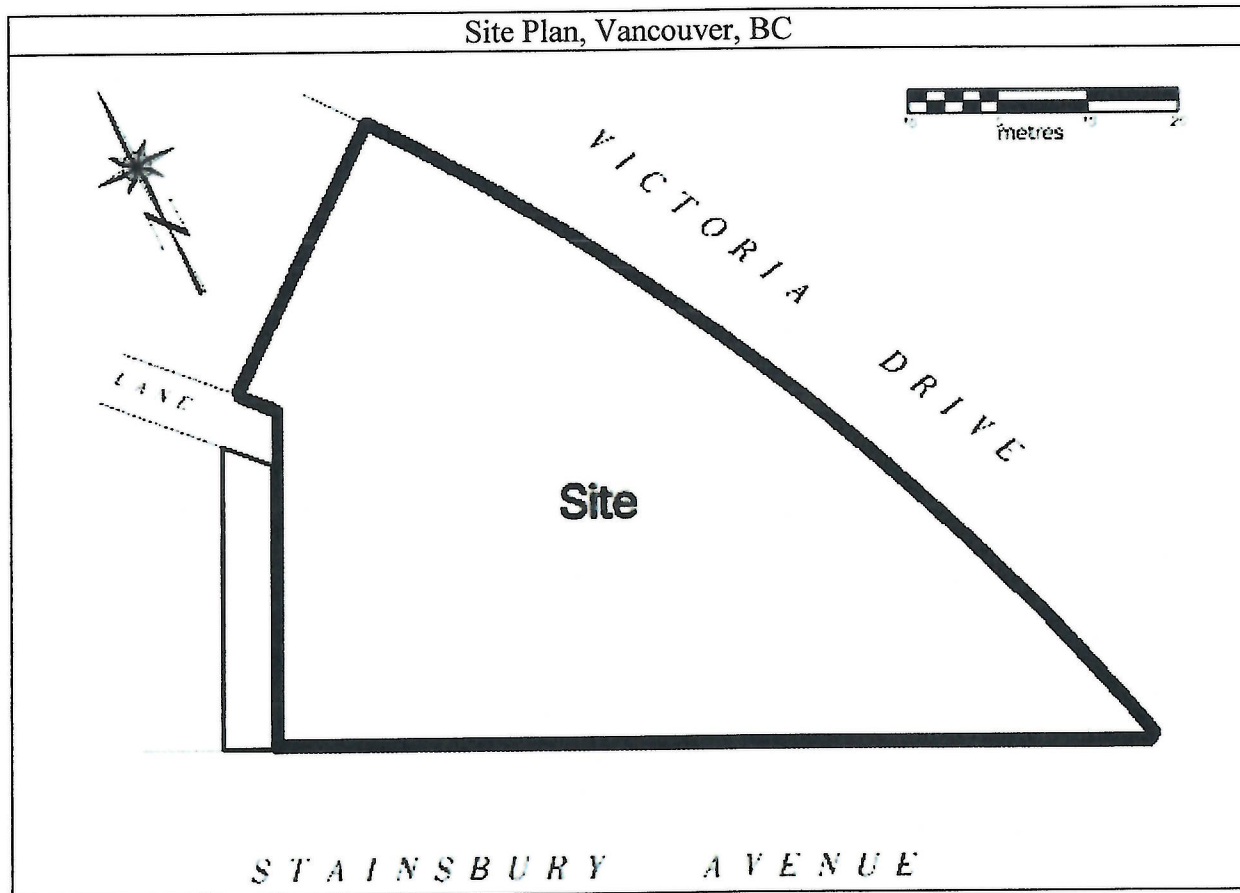 Site Plan, Vancouver, BC
metres
VICTORIA DRIVE
LANE
Site
STAINSBURY AVENUE